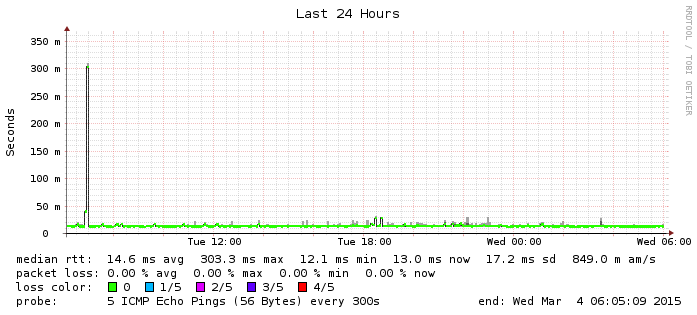 Last 24 Hours
RRDTOOL / TOBI OETIKER
Seconds
350 m
300 m
250 m
200 m
150 m
100 m
50 m
0
Tue 12:00 Tue 18:00 Wed 00:00 Wed 06:00
median rtt: 14.6 ms avg 303.3 ms max 12.1 ms min 13.0 ms now 17.2 ms sd 849.0 m am/s
packet loss: 0.00 % avg 0.00 % max 0.00 % min 0.00 % now
loss color: 0 1/5 2/5 3/5 4/5
probe: 5 ICMP Echo Pings (56 Bytes) every 300s end: Wed Mar 4 06:05:09 2015